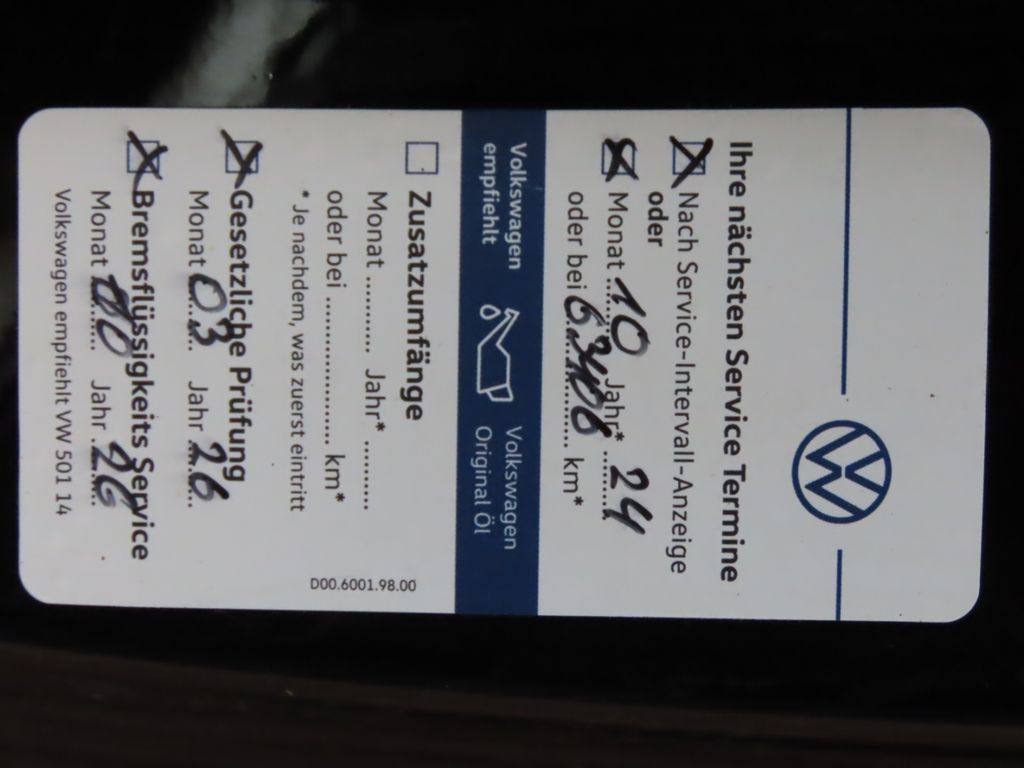 Ihre nächsten Service Termine
Nach Service-Intervall-Anzeige
oder
Monat 10 Jahr* 24
oder bei 63406 km*
Volkswagen empfiehlt
Volkswagen Original Öl
Zusatzumfänge
Monat .......... Jahr* ..........
oder bei ..................... km*
* Je nachdem, was zuerst eintritt
D00.6001.98.00
Gesetzliche Prüfung
Monat 03 Jahr 26
Bremsflüssigkeits Service
Monat 10 Jahr 26
Volkswagen empfiehlt VW 501 14